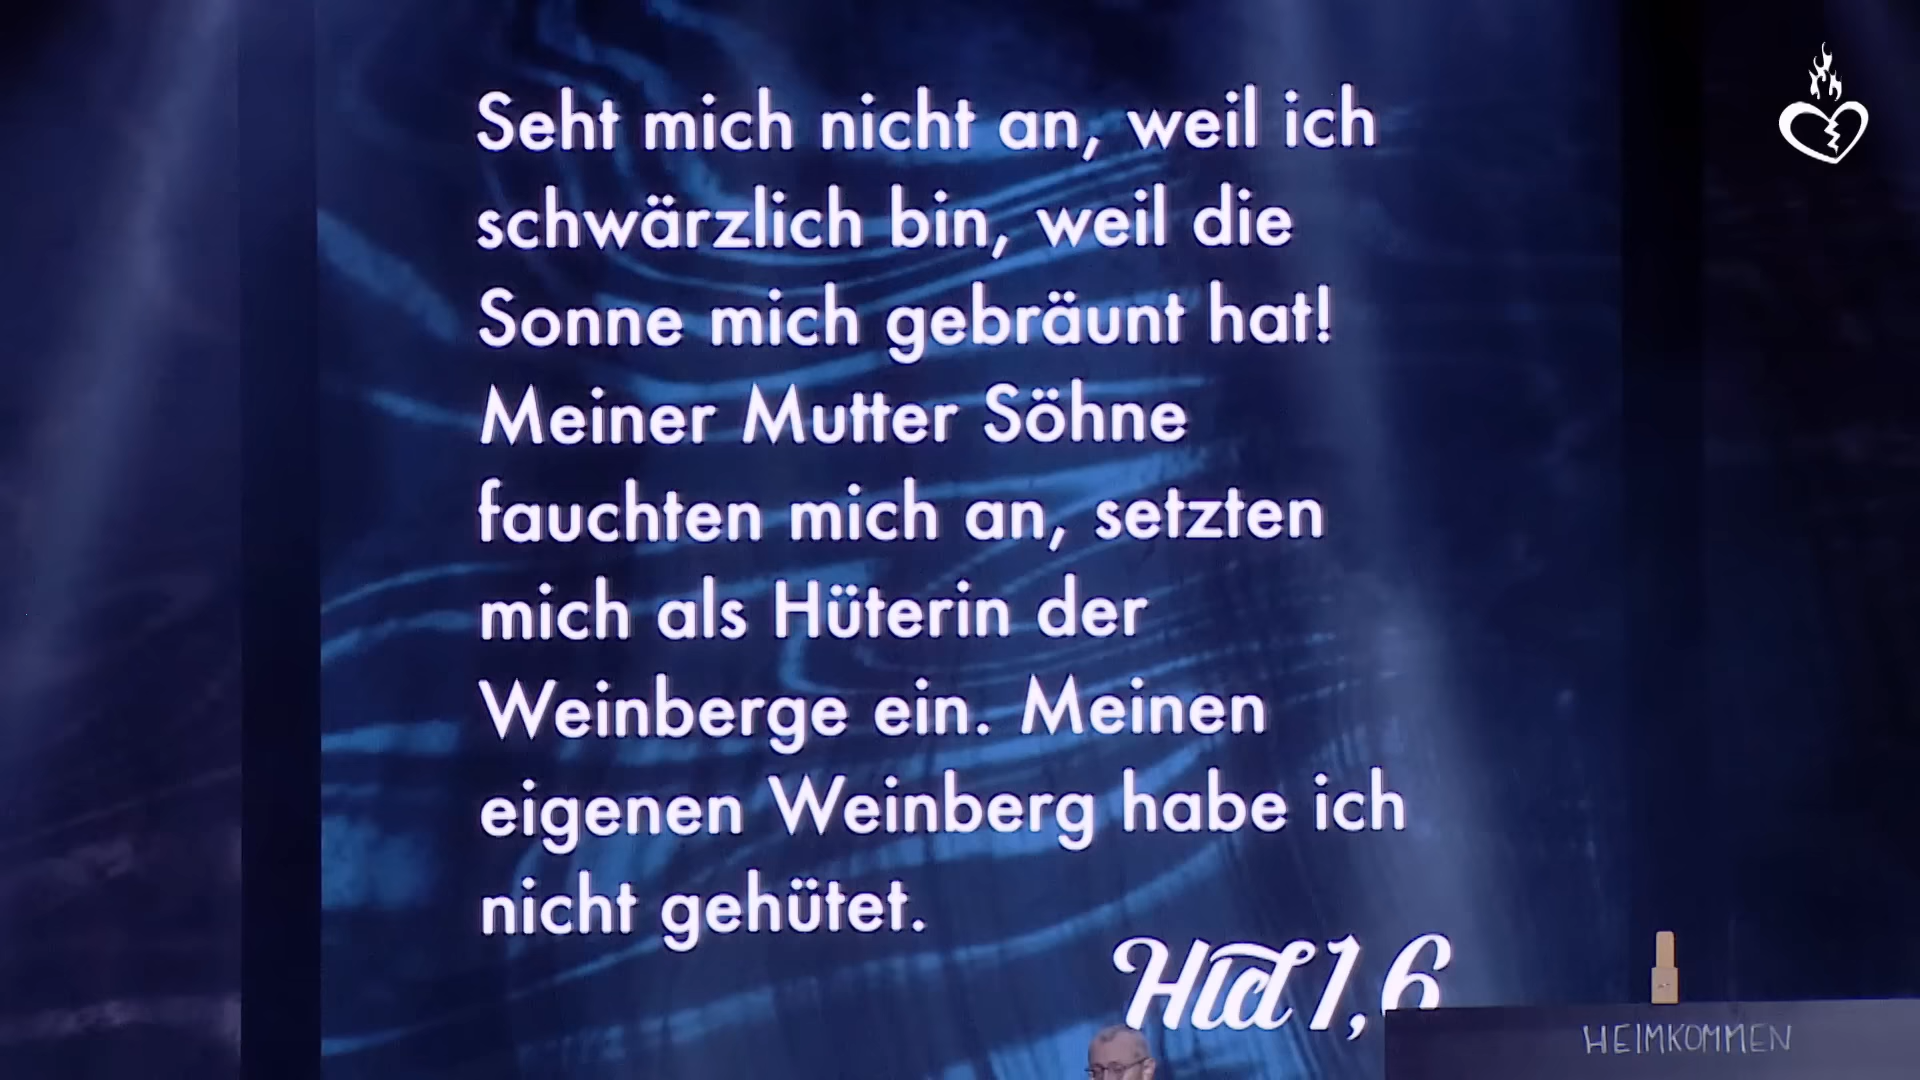 Seht mich nicht an, weil ich
schwärzlich bin, weil die
Sonne mich gebräunt hat!
Meiner Mutter Söhne
fauchten mich an, setzten
mich als Hüterin der
Weinberge ein. Meinen
eigenen Weinberg habe ich
nicht gehütet.
Hld 1,6
HEIMKOMMEN